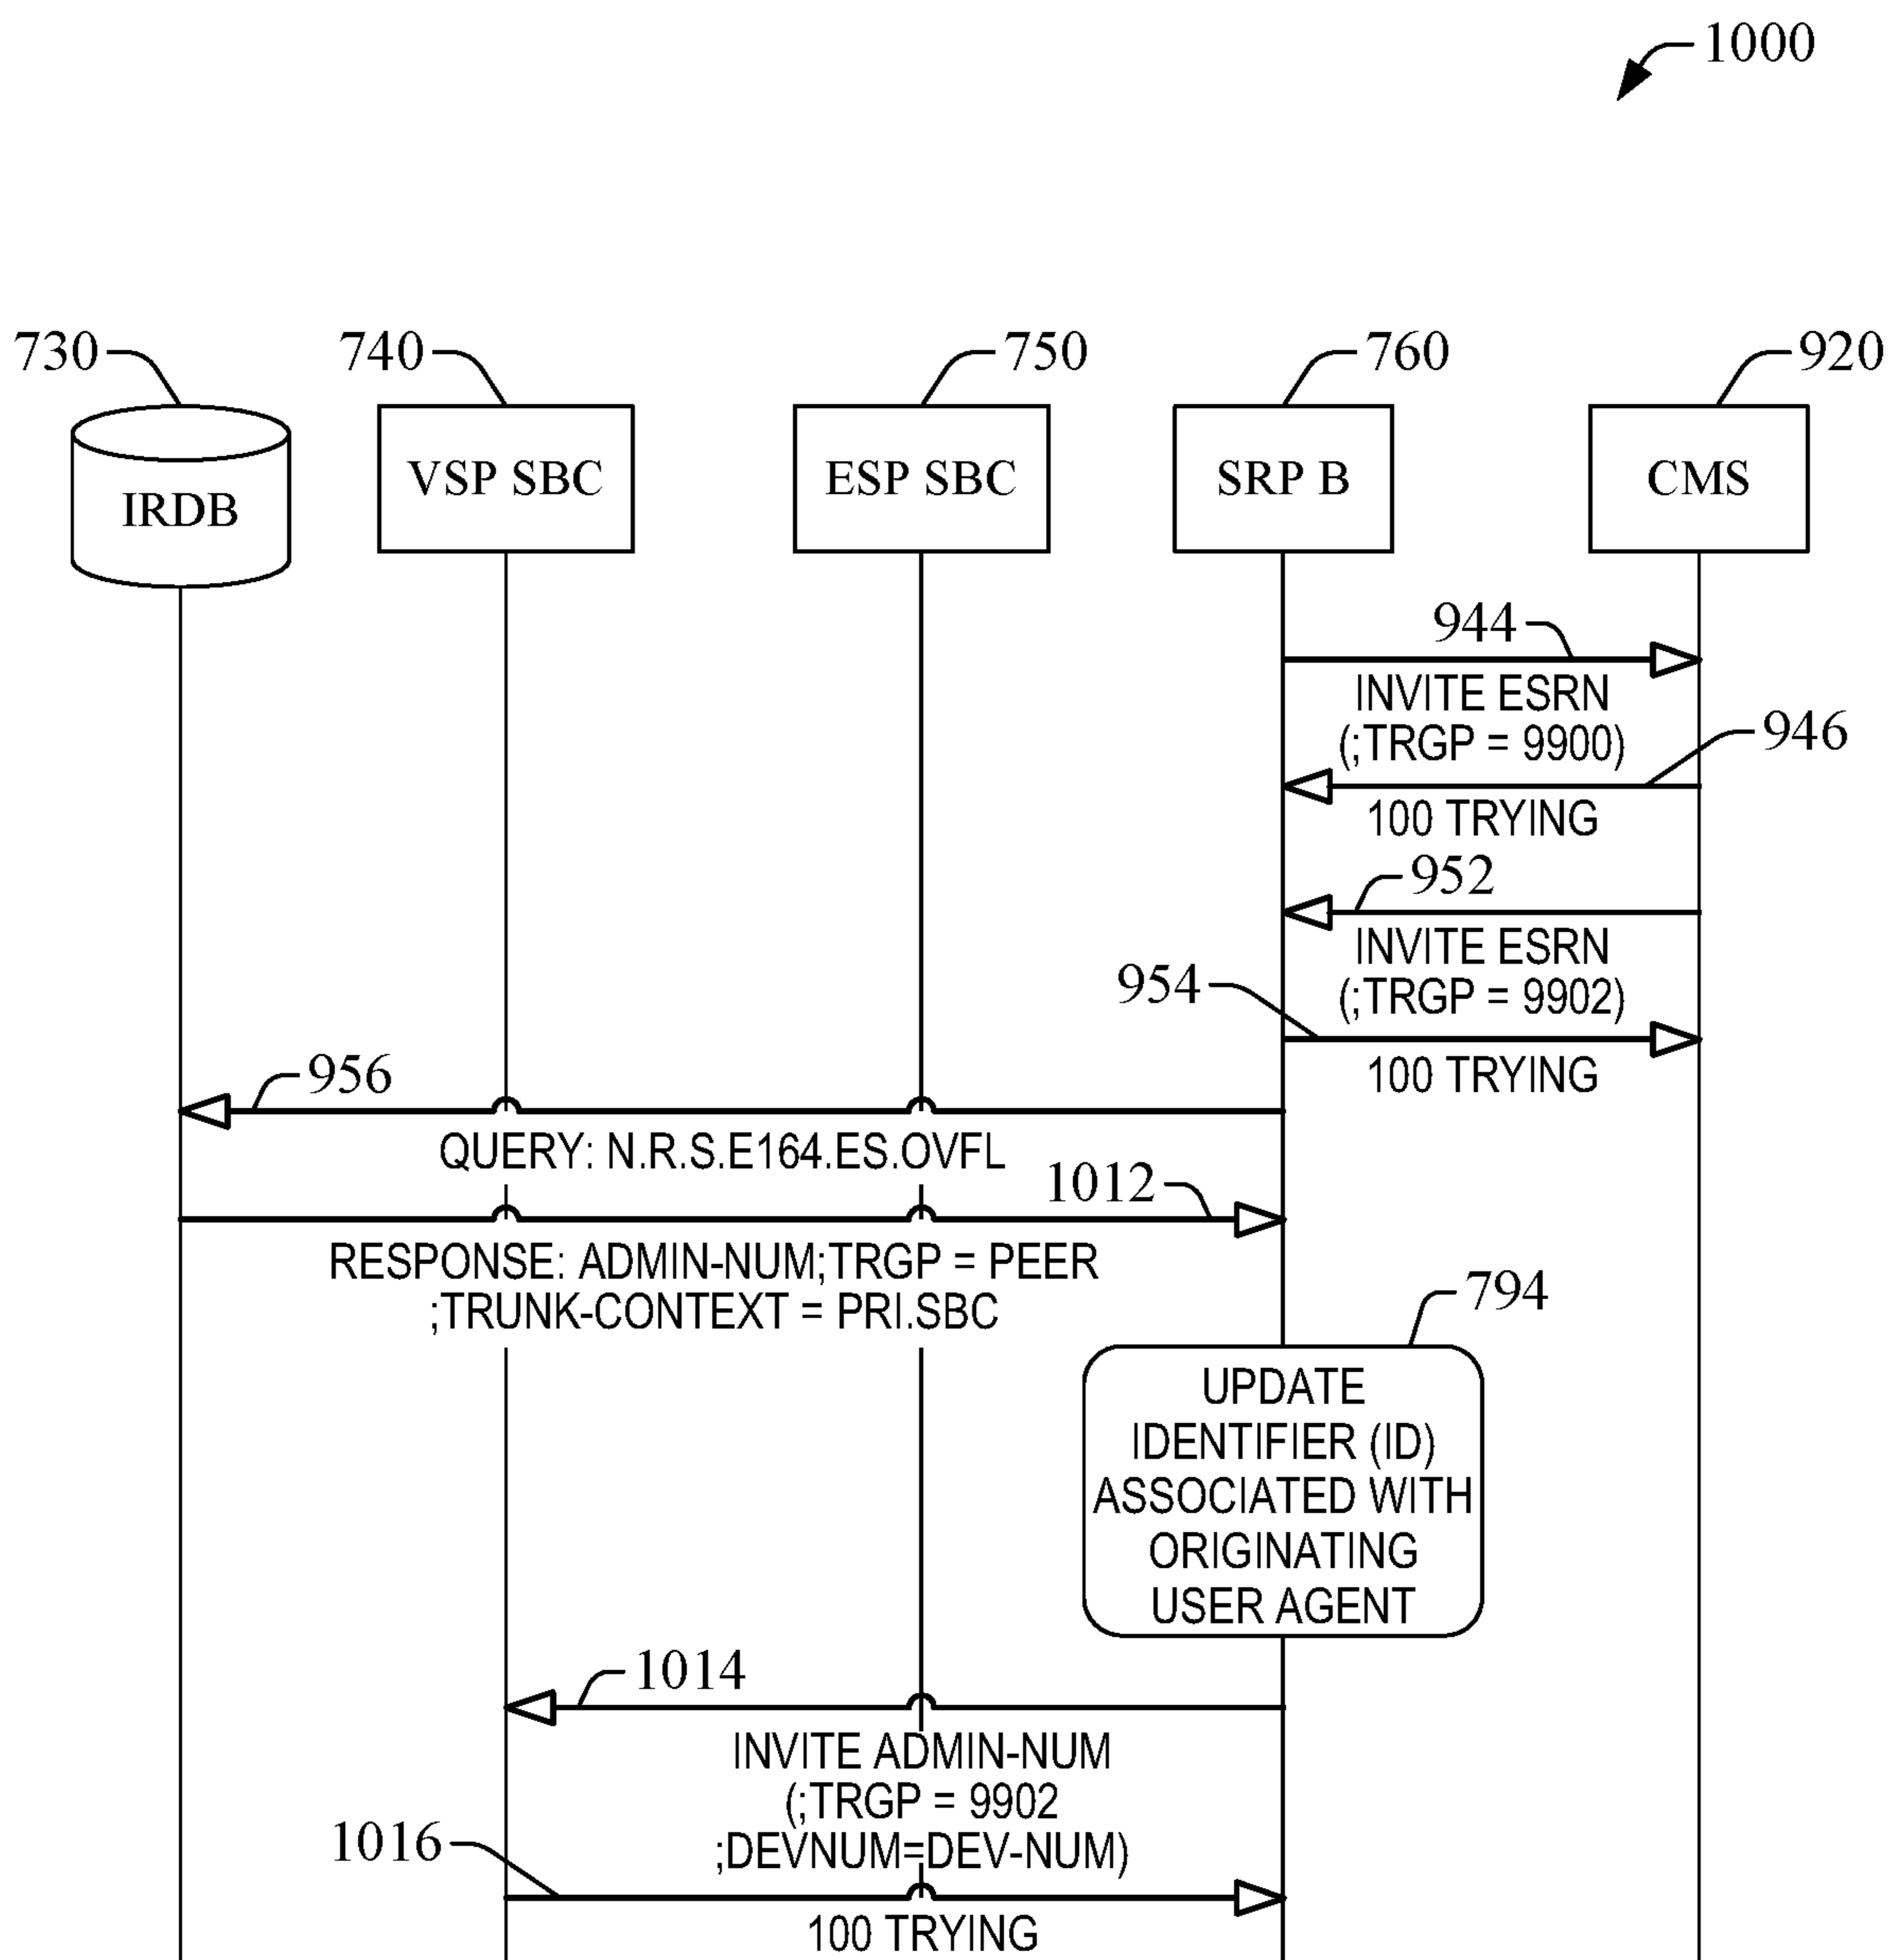 1000
730
740
750
760
920
IRDB
VSP SBC
ESP SBC
SRP B
CMS
944
INVITE ESRN
(;TRGP = 9900)
946
100 TRYING
952
INVITE ESRN
(;TRGP = 9902)
954
100 TRYING
956
QUERY: N.R.S.E164.ES.OVFL
1012
RESPONSE: ADMIN-NUM;TRGP = PEER
;TRUNK-CONTEXT = PRI.SBC
794
UPDATE
IDENTIFIER (ID)
ASSOCIATED WITH
ORIGINATING
USER AGENT
1014
INVITE ADMIN-NUM
(;TRGP = 9902
;DEVNUM=DEV-NUM)
1016
100 TRYING